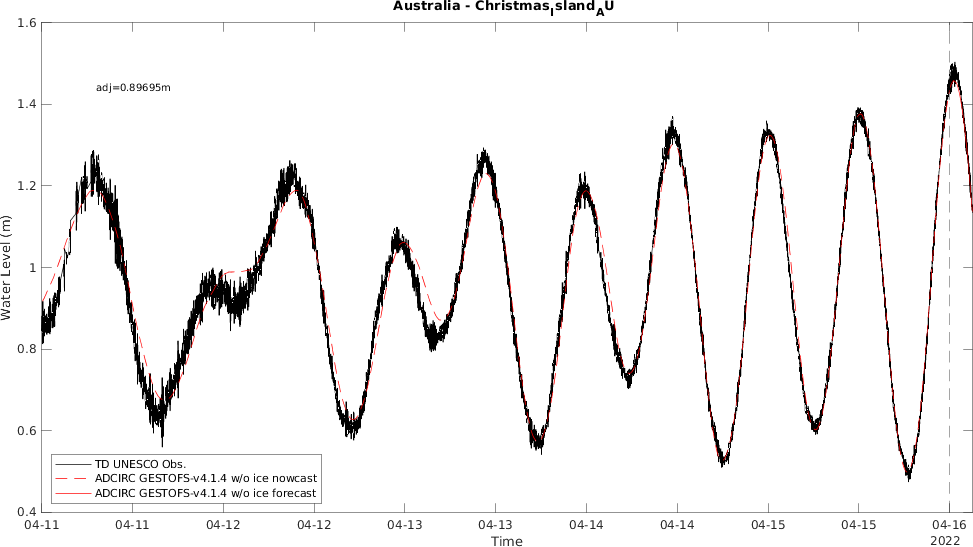 Australia - Christmas_Island_AU
1.6
1.4
1.2
1
0.8
0.6
0.4
Water Level (m)
adj=0.89695m
TD UNESCO Obs.
ADCIRC GESTOFS-v4.1.4 w/o ice nowcast
ADCIRC GESTOFS-v4.1.4 w/o ice forecast
04-11 04-11 04-12 04-12 04-13 04-13 04-14 04-14 04-15 04-15 04-16
Time
2022